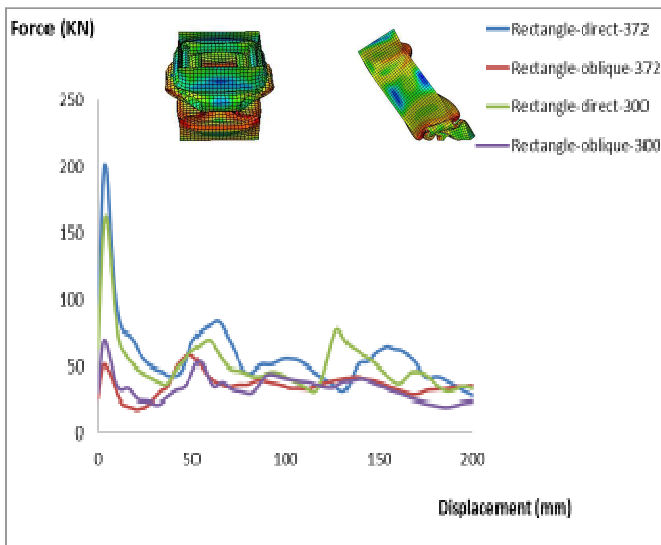 Force (KN)
Rectangle-direct-372
Rectangle-oblique-372
Rectangle-direct-300
Rectangle-oblique-300
250
200
150
100
50
0
0 50 100 150 200
Displacement (mm)